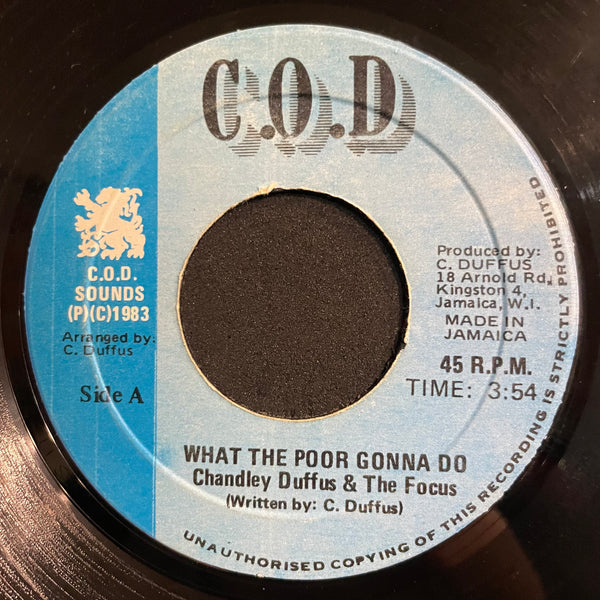 C.O.D
C.O.D.
SOUNDS
(P)(C)1983
Arranged by:
C. Duffus
Side A
Produced by:
C. DUFFUS
18 Arnold Rd,
Kingston 4,
Jamaica, W.I.
MADE IN
JAMAICA
45 R.P.M.
TIME: 3:54
WHAT THE POOR GONNA DO
Chandley Duffus & The Focus
(Written by: C. Duffus)
UNAUTHORISED COPYING OF THIS RECORDING IS STRICTLY PROHIBITED